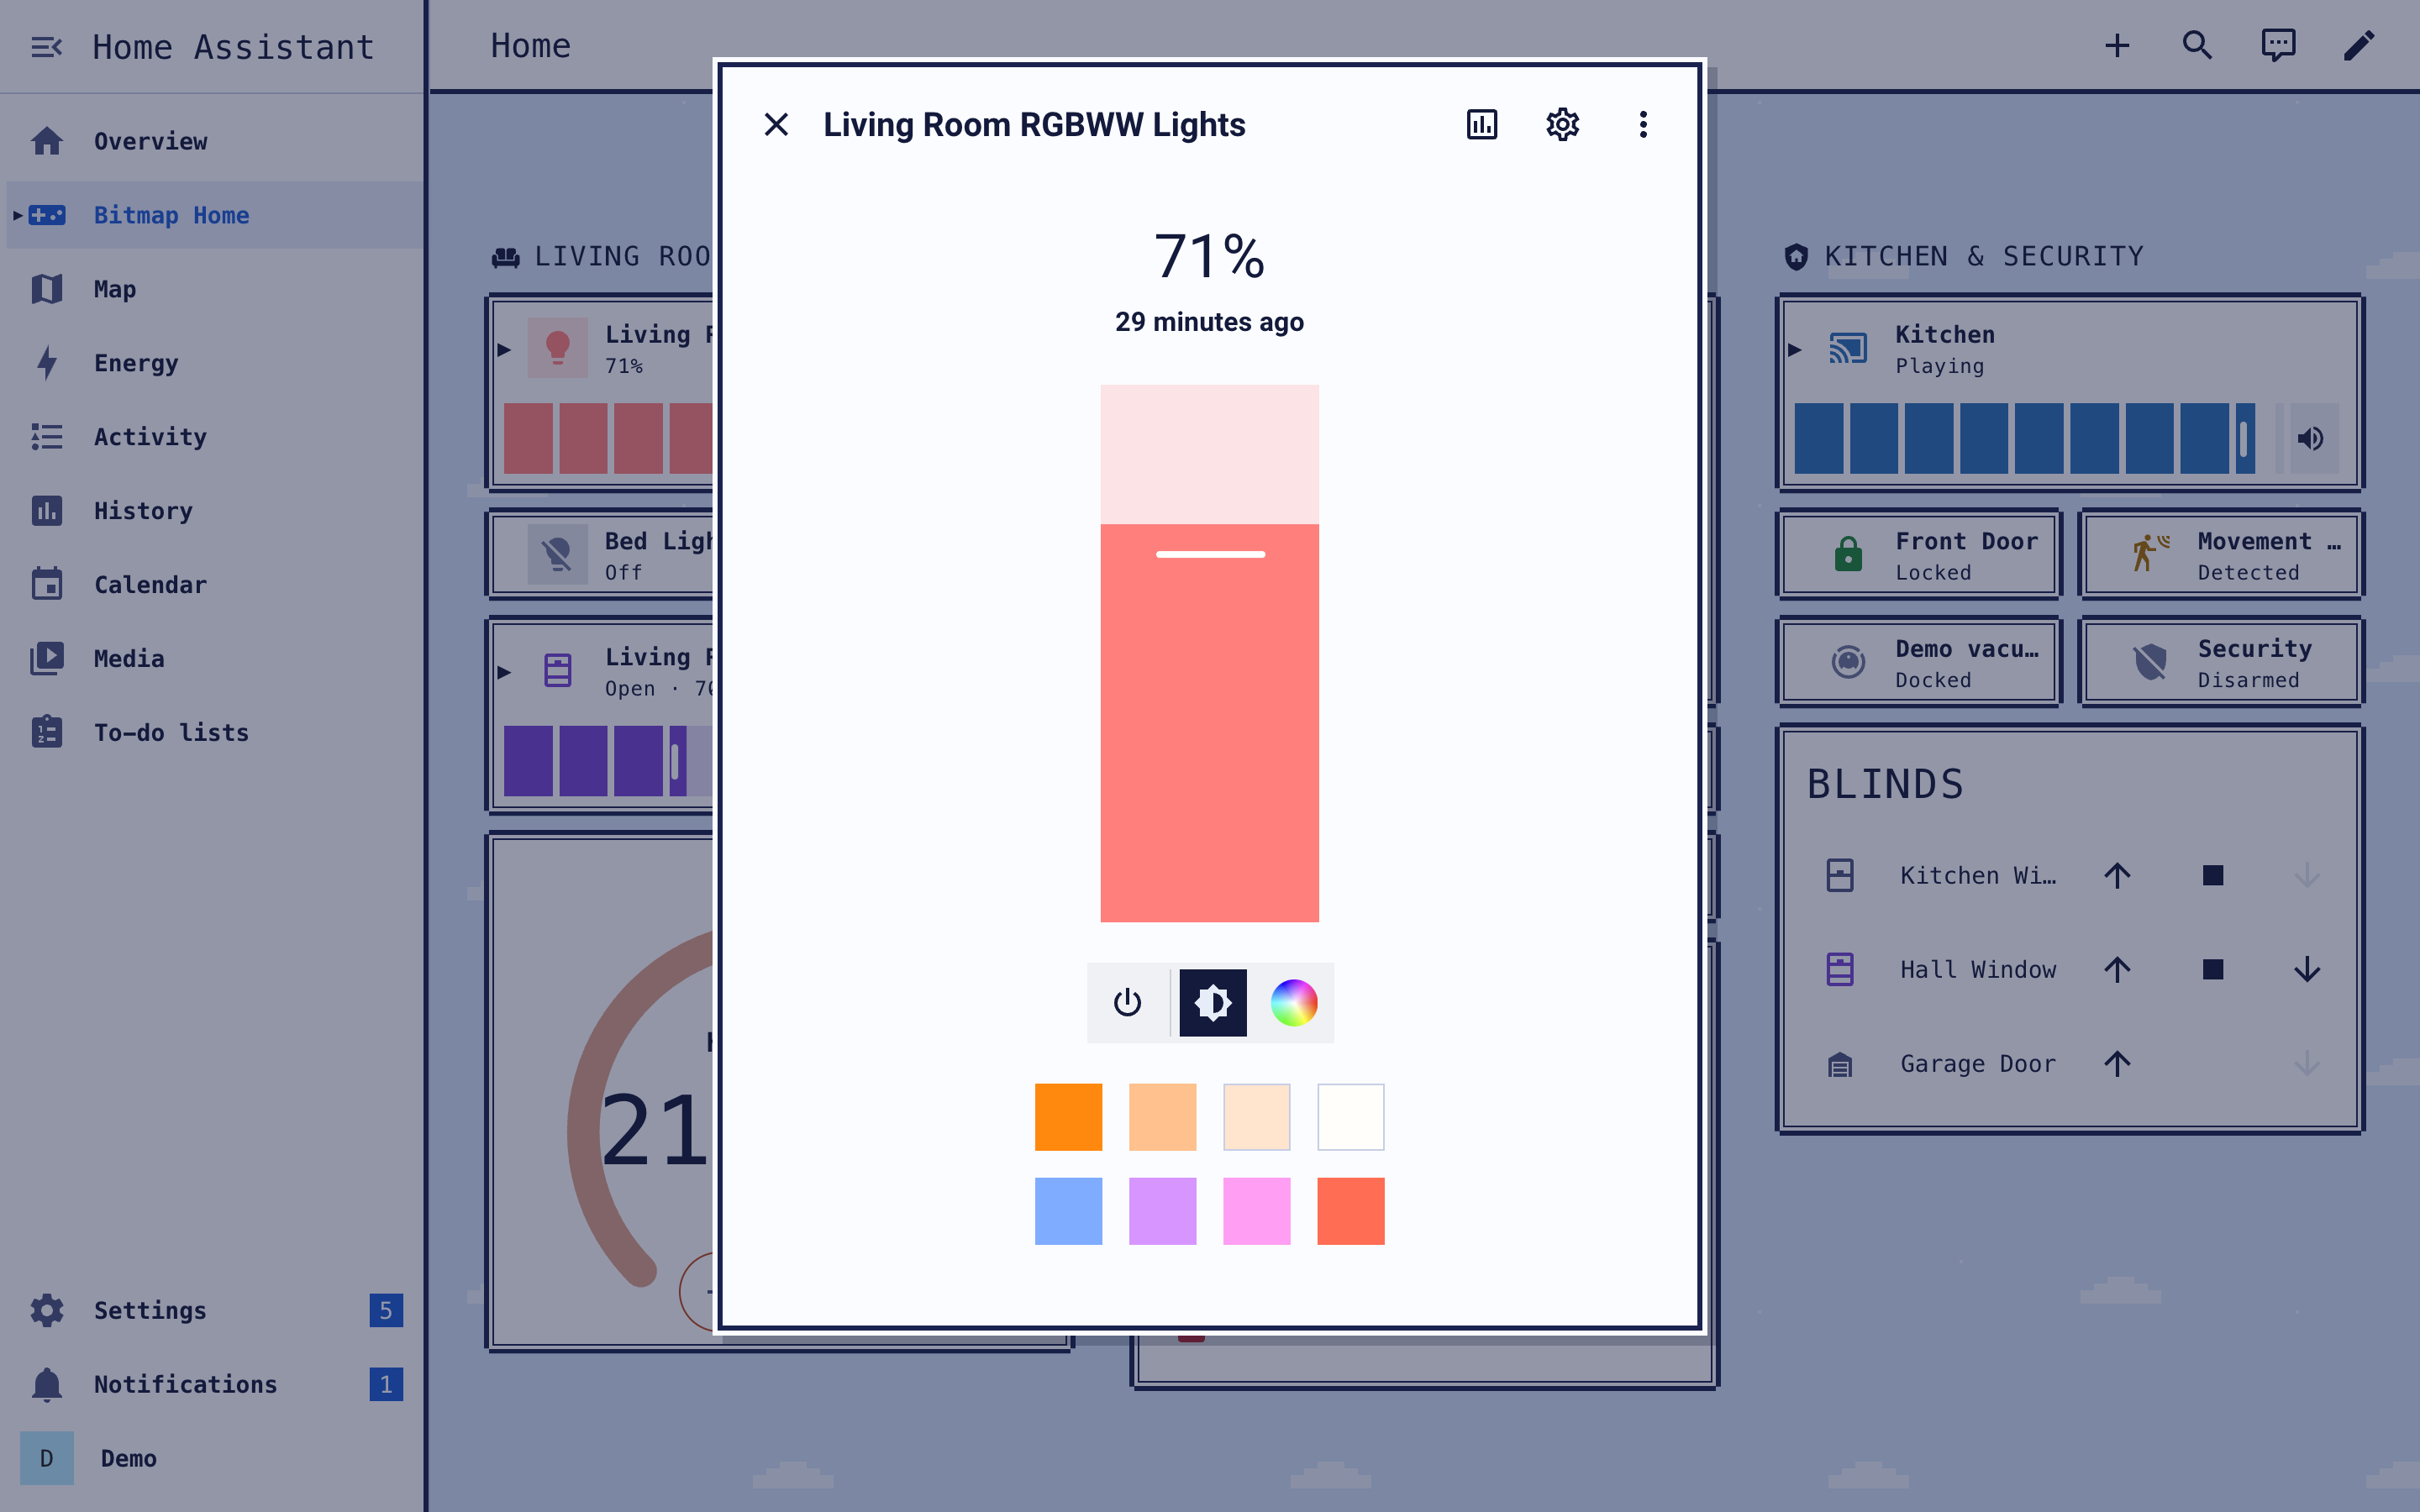 Home Assistant
Overview
Bitmap Home
Map
Energy
Activity
History
Calendar
Media
To-do lists
Settings 5
Notifications 1
D Demo
Home
LIVING ROO
Living
71%
Bed
Off
Living
Open ·
21
Living Room RGBWW Lights
71%
29 minutes ago
KITCHEN & SECURITY
Kitchen
Playing
Front Door
Locked
Movement …
Detected
Demo vacu…
Docked
Security
Disarmed
BLINDS
Kitchen Wi…
Hall Window
Garage Door